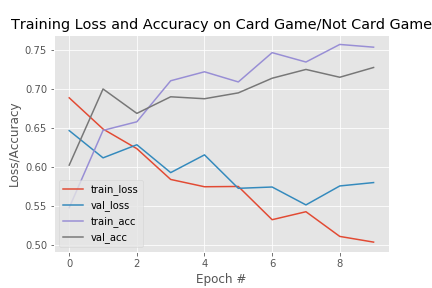 Training Loss and Accuracy on Card Game/Not Card Game
Loss/Accuracy
0.75
0.70
0.65
0.60
0.55
0.50
train_loss
val_loss
train_acc
val_acc
0 2 4 6 8
Epoch #